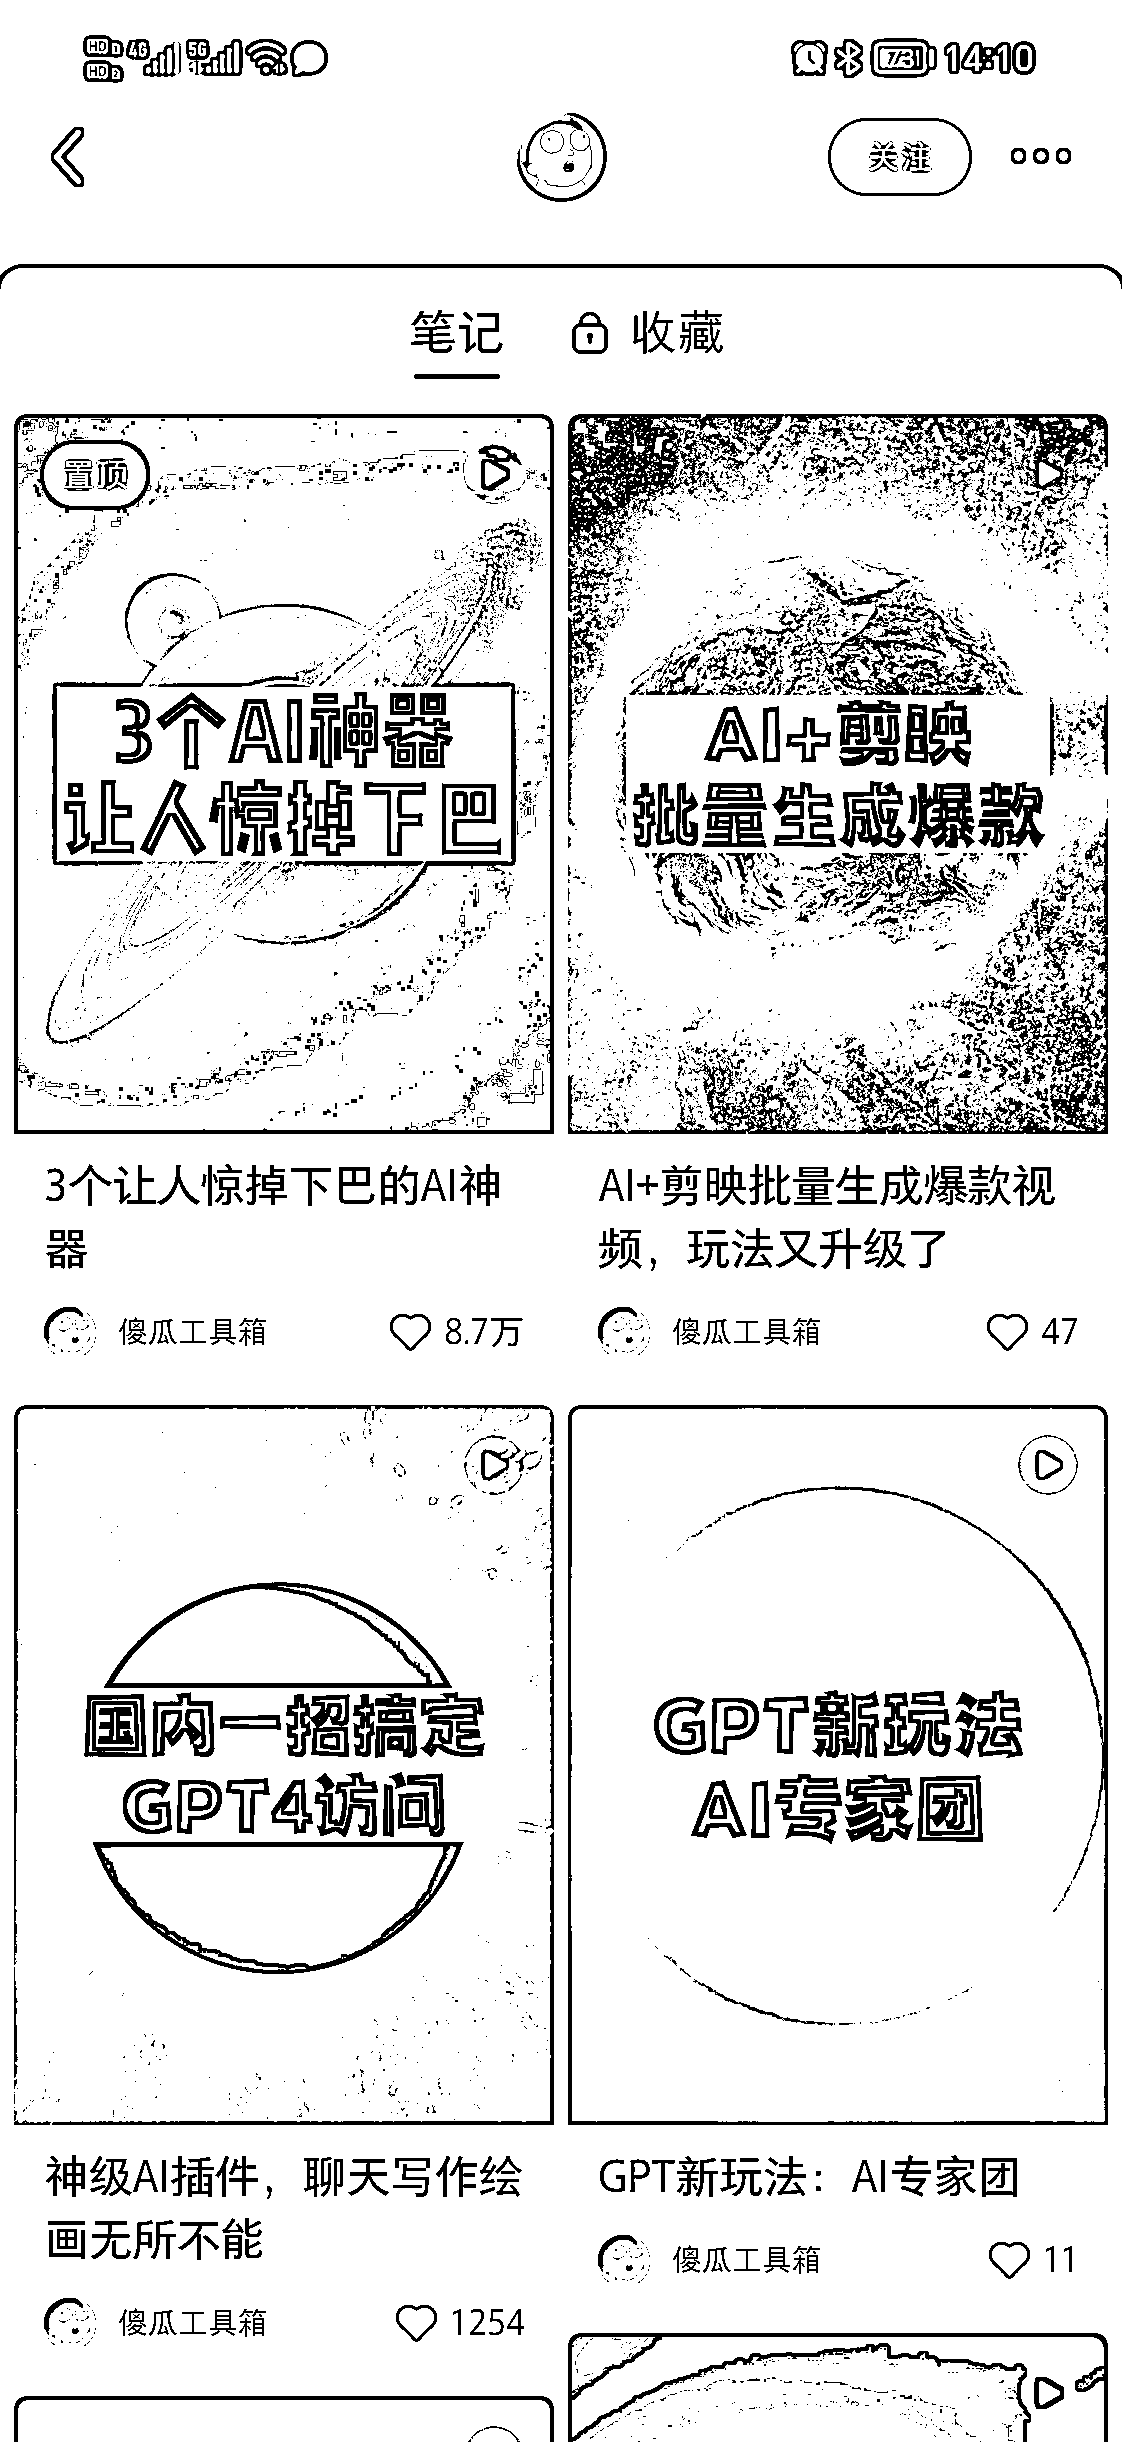 HD 1 4G 5G
HD 2
73
14:10
关注
笔记
收藏
置顶
3个AI神器
让人惊掉下巴
3个让人惊掉下巴的AI神
器
傻瓜工具箱
8.7万
AI+剪映
批量生成爆款
AI+剪映批量生成爆款视
频，玩法又升级了
傻瓜工具箱
47
国内一招搞定
GPT4访问
神级AI插件，聊天写作绘
画无所不能
傻瓜工具箱
1254
GPT新玩法
AI专家团
GPT新玩法：AI专家团
傻瓜工具箱
11